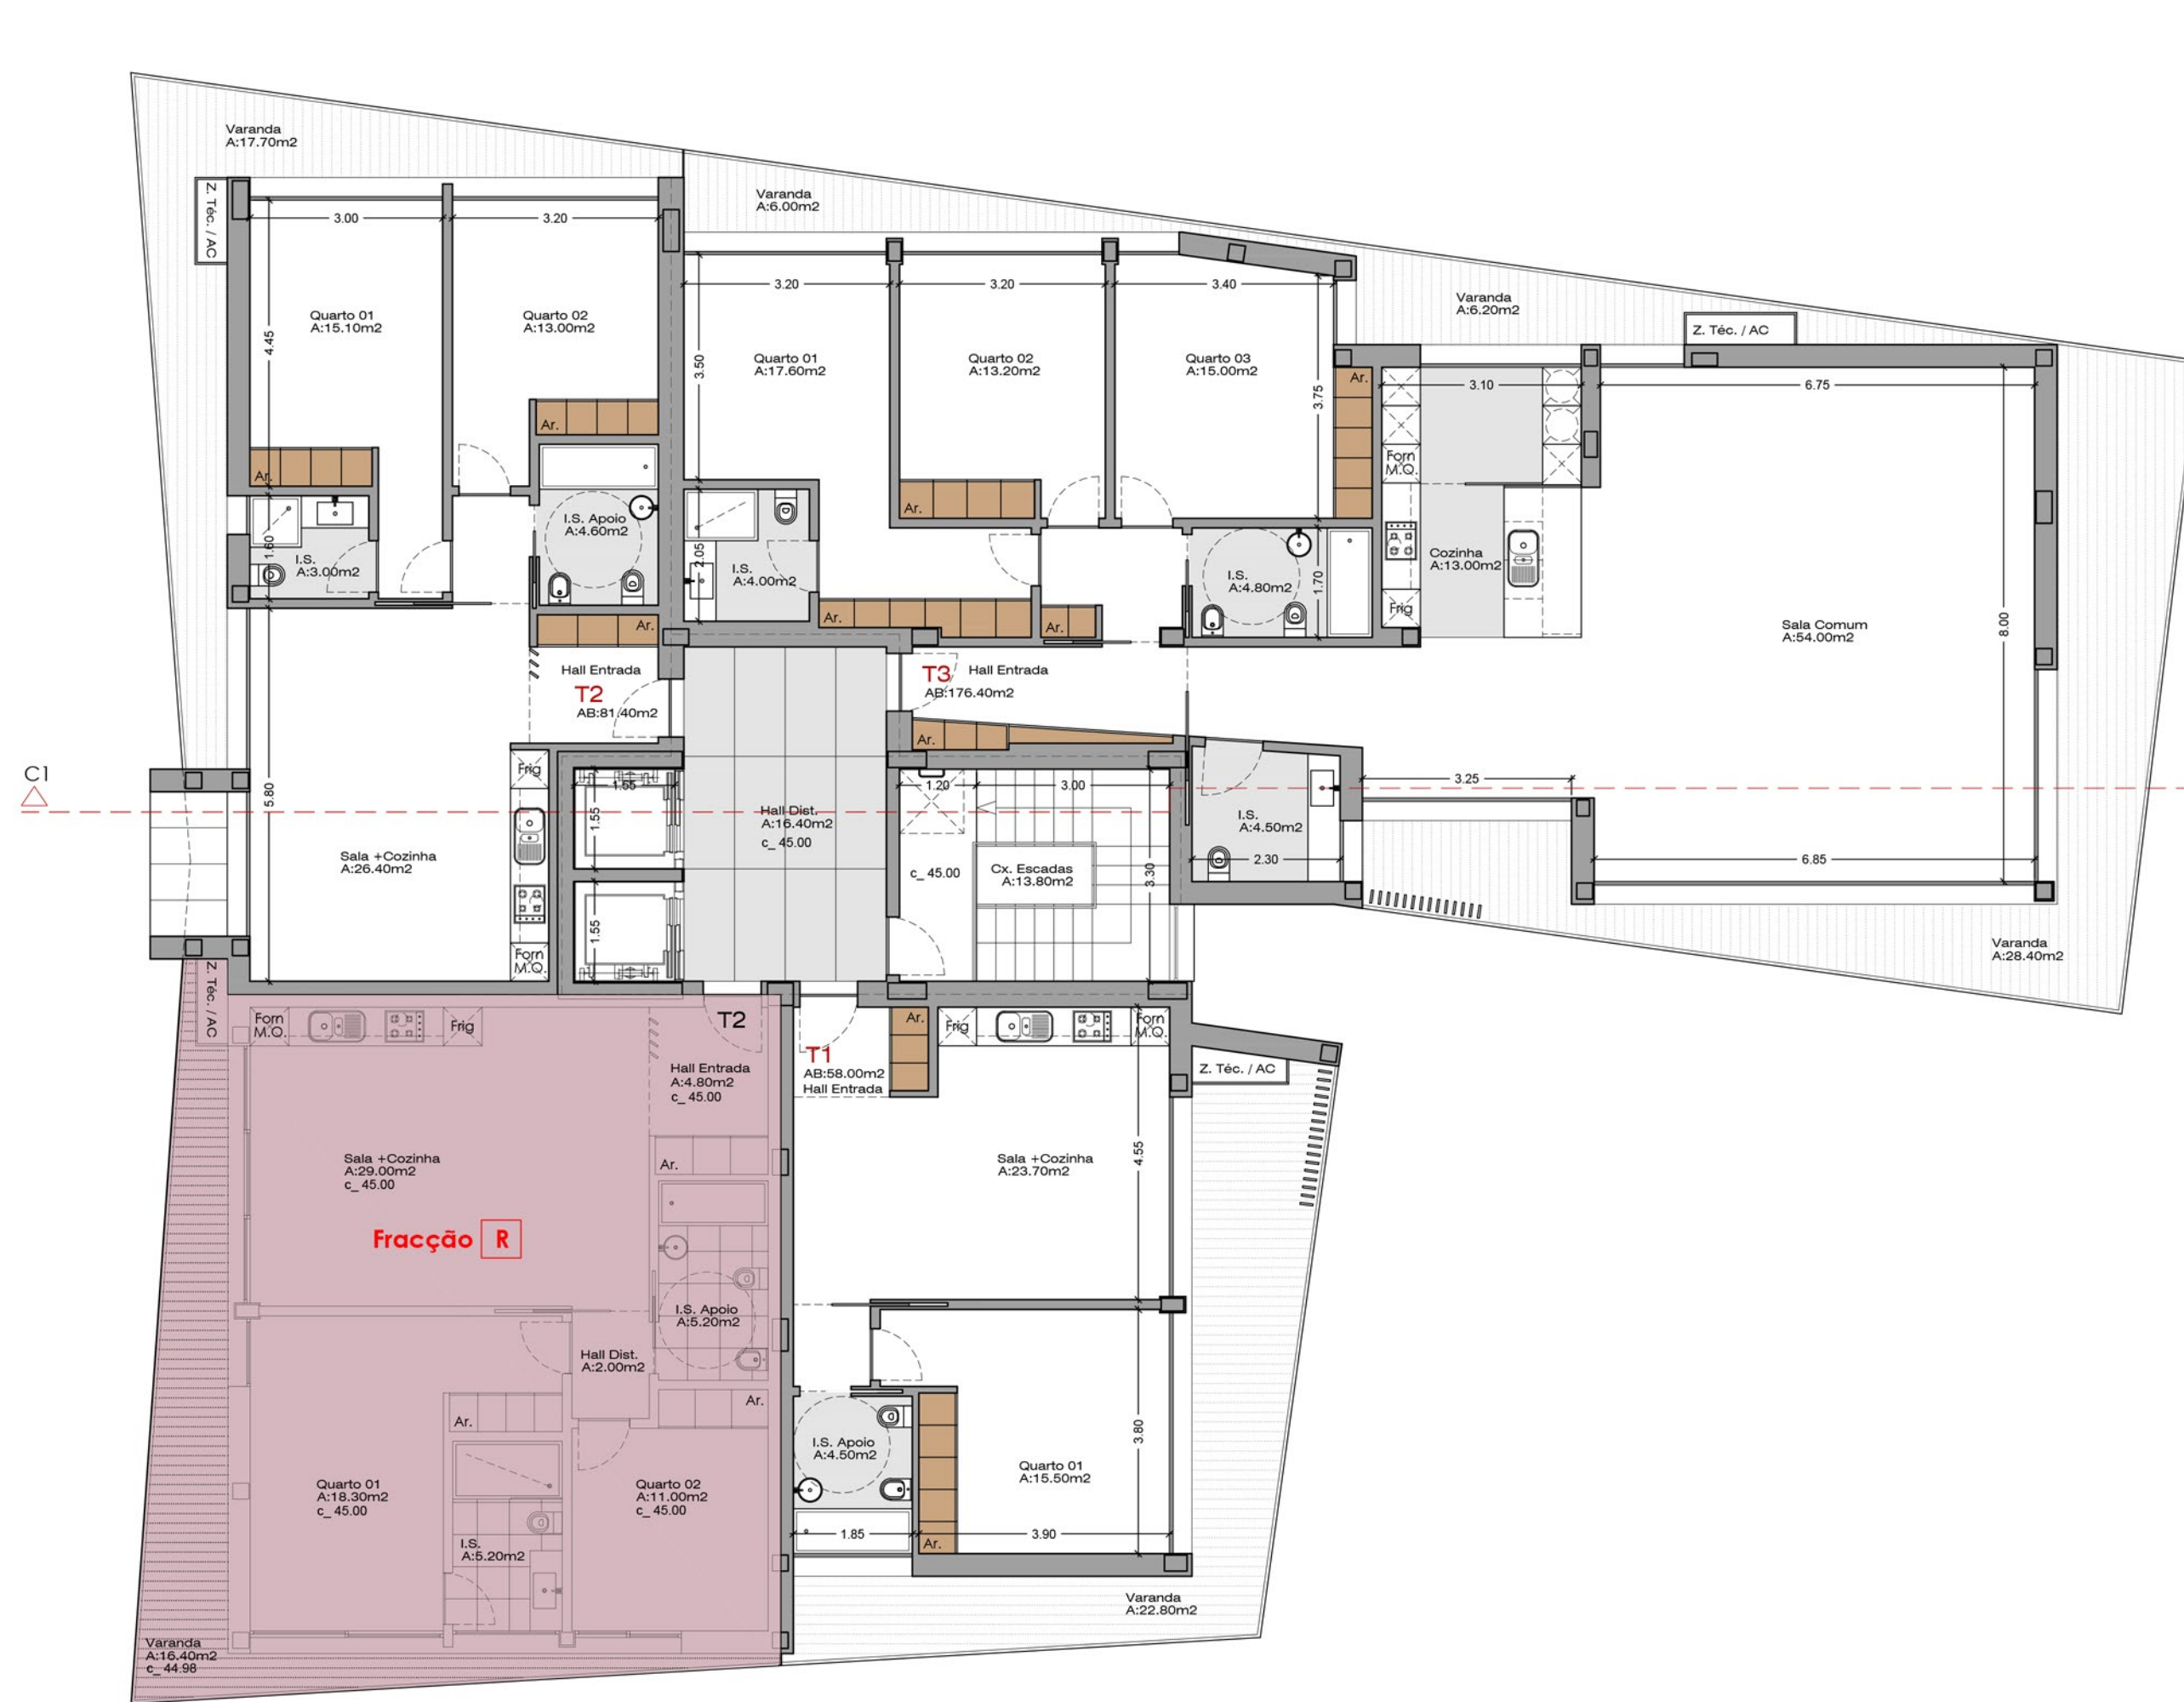 Varanda
A:17.70m2
Z. Téc. / AC
3.00
3.20
4.45
Quarto 01
A:15.10m2
Quarto 02
A:13.00m2
Ar.
Ar.
I.S. Apoio
A:4.60m2
1.60
I.S.
A:3.00m2
Ar.
Hall Entrada
T2
AB:81.40m2
5.80
Frig
Sala +Cozinha
A:26.40m2
Forn
M.Q.
Varanda
A:6.00m2
3.20
3.20
3.40
3.50
3.75
Quarto 01
A:17.60m2
Quarto 02
A:13.20m2
Quarto 03
A:15.00m2
Ar.
Ar.
2.05
I.S.
A:4.00m2
Ar.
Ar.
I.S.
A:4.80m2
1.70
T3
Hall Entrada
AB:176.40m2
Ar.
Varanda
A:6.20m2
Z. Téc. / AC
3.10
6.75
Forn
M.Q.
Cozinha
A:13.00m2
Frig
Sala Comum
A:54.00m2
8.00
C1
1.55
1.55
1.55
Hall Dist.
A:16.40m2
c_ 45.00
1.20
3.00
c_ 45.00
Cx. Escadas
A:13.80m2
3.30
I.S.
A:4.50m2
2.30
3.25
6.85
Varanda
A:28.40m2
Z. Téc. / AC
Forn
M.Q.
Frig
T2
Hall Entrada
A:4.80m2
c_ 45.00
Sala +Cozinha
A:29.00m2
c_ 45.00
Ar.
Fracção R
I.S. Apoio
A:5.20m2
Hall Dist.
A:2.00m2
Ar.
Ar.
Quarto 01
A:18.30m2
c_ 45.00
Quarto 02
A:11.00m2
c_ 45.00
I.S.
A:5.20m2
Varanda
A:16.40m2
c_ 44.98
T1
AB:58.00m2
Hall Entrada
Ar.
Frig
Forn
M.Q.
Z. Téc. / AC
Sala +Cozinha
A:23.70m2
4.55
I.S. Apoio
A:4.50m2
3.80
Quarto 01
A:15.50m2
1.85
Ar.
3.90
Varanda
A:22.80m2